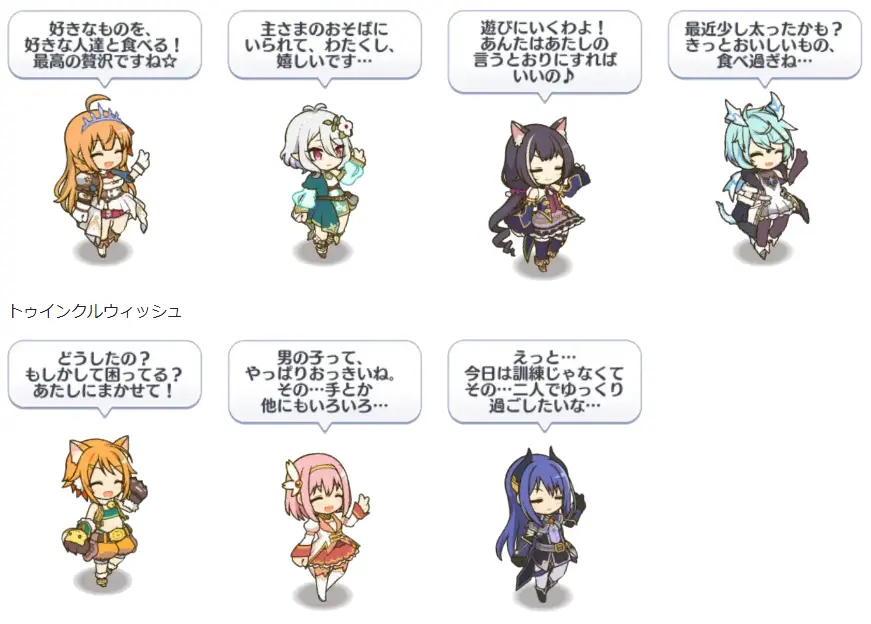 好きなものを、
好きな人達と食べる！
最高の贅沢ですね☆
主さまのおそばに
いられて、わたくし、
嬉しいです…
遊びにいくわよ！
あんたはあたしの
言うとおりにすれば
いいの♪
最近少し太ったかも？
きっとおいしいもの、
食べ過ぎね…
トゥインクルウィッシュ
どうしたの？
もしかして困ってる？
あたしにまかせて！
男の子って、
やっぱりおっきいね。
その…手とか
他にもいろいろ…
えっと…
今日は訓練じゃなくて
その…二人でゆっくり
過ごしたいな…